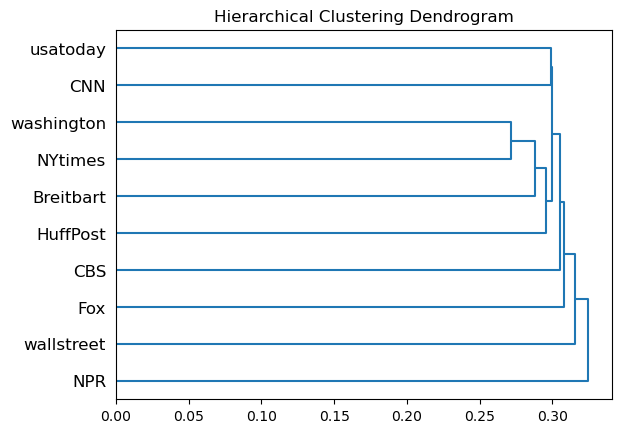 Hierarchical Clustering Dendrogram
usatoday
CNN
washington
NYtimes
Breitbart
HuffPost
CBS
Fox
wallstreet
NPR
0.00 0.05 0.10 0.15 0.20 0.25 0.30